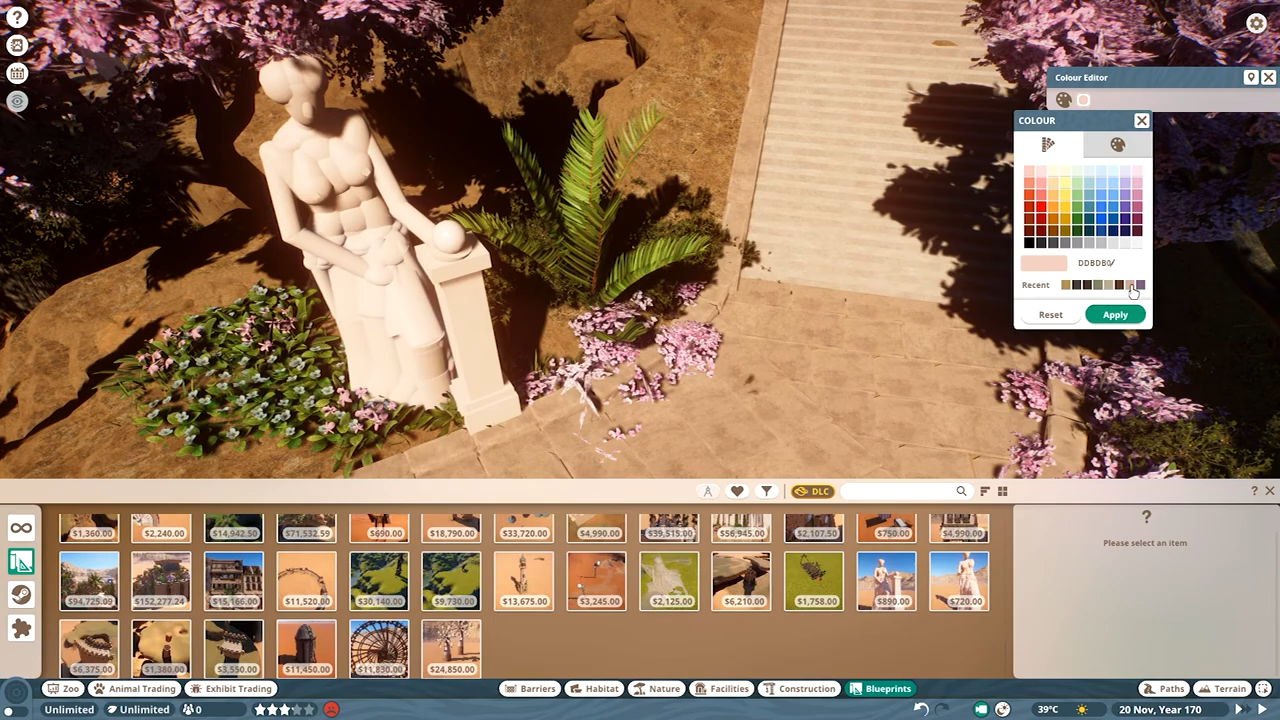 Colour Editor
COLOUR
DDBDB0
Recent
Reset
Apply
DLC
$1,360.00 $2,240.00 $14,942.50 $71,532.59 $690.00 $18,790.00 $33,720.00 $4,990.00 $39,515.00 $56,945.00 $2,107.50 $750.00 $4,990.00
$94,725.09 $152,277.24 $15,166.00 $11,520.00 $30,140.00 $9,730.00 $13,675.00 $3,245.00 $2,125.00 $6,210.00 $1,758.00 $890.00 $720.00
$6,375.00 $1,380.00 $3,550.00 $11,450.00 $11,830.00 $24,850.00
?
Please select an item
Zoo Animal Trading Exhibit Trading Barriers Habitat Nature Facilities Construction Blueprints Paths Terrain
Unlimited Unlimited 0 39°C 20 Nov, Year 170